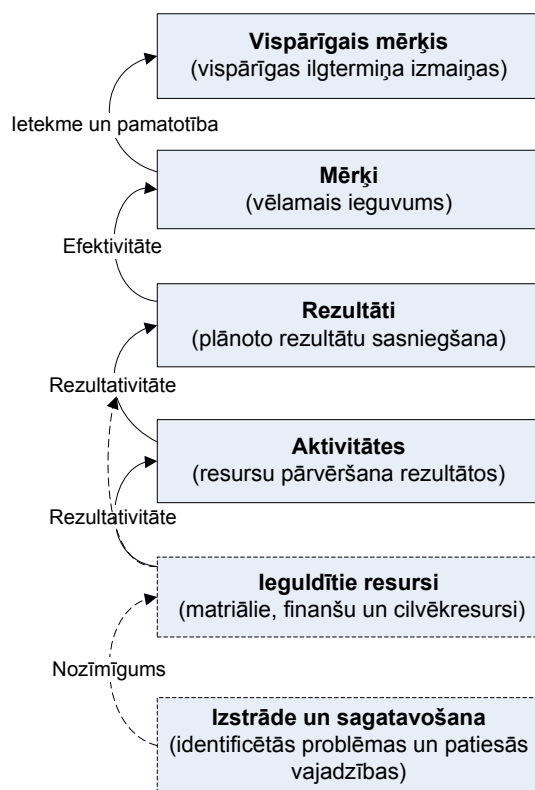 Vispārīgais mērķis
(vispārīgas ilgtermiņa izmaiņas)
Ietekme un pamatotība
Mērķi
(vēlamais ieguvums)
Efektivitāte
Rezultāti
(plānoto rezultātu sasniegšana)
Rezultativitāte
Aktivitātes
(resursu pārvēršana rezultātos)
Rezultativitāte
Ieguldītie resursi
(matriālie, finanšu un cilvēkresursi)
Nozīmīgums
Izstrāde un sagatavošana
(identificētās problēmas un patiesās
vajadzības)